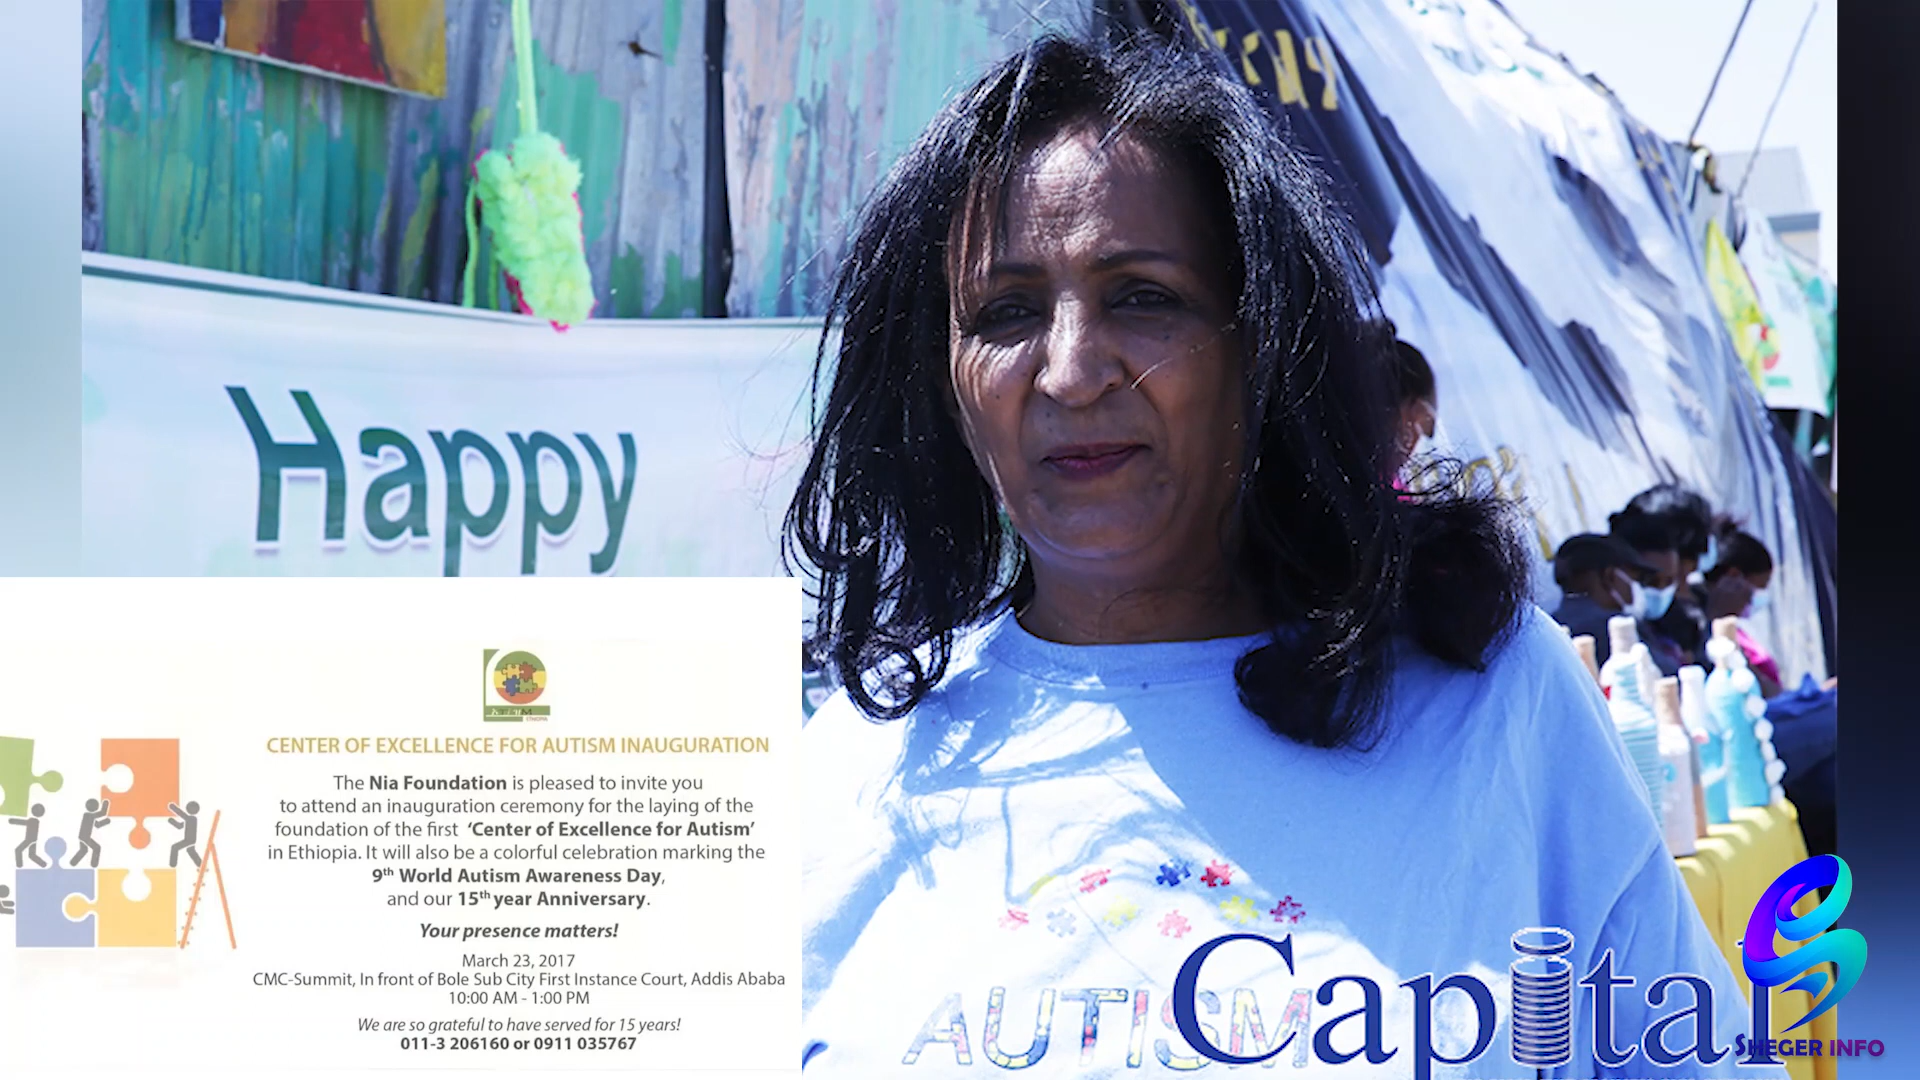 Happy
CENTER OF EXCELLENCE FOR AUTISM INAUGURATION
The Nia Foundation is pleased to invite you
to attend an inauguration ceremony for the laying of the
foundation of the first 'Center of Excellence for Autism'
in Ethiopia. It will also be a colorful celebration marking the
9th World Autism Awareness Day,
and our 15th year Anniversary.
Your presence matters!
March 23, 2017
CMC-Summit, In front of Bole Sub City First Instance Court, Addis Ababa
10:00 AM - 1:00 PM
We are so grateful to have served for 15 years!
011-3 206160 or 0911 035767
AUTISM
Capital
SHEGER INFO